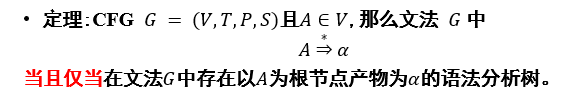 • 定理:CFG G = (V, T, P, S)且A ∈ V, 那么文法 G 中
A ⇒* α
当且仅当在文法G中存在以A为根节点产物为α的语法分析树。